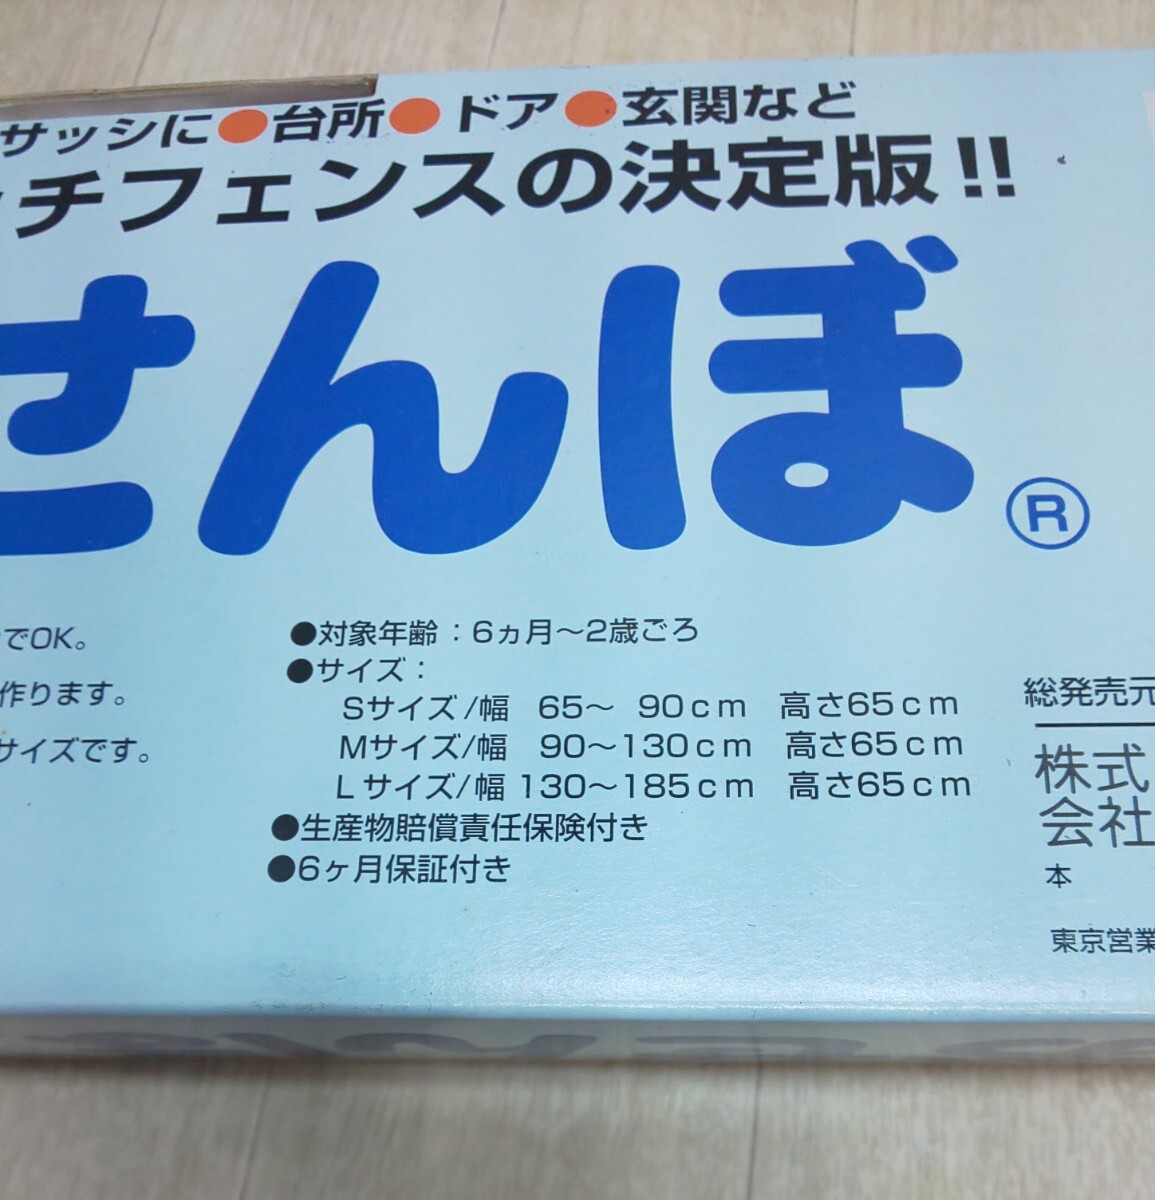 サッシに●台所●ドア●玄関など
ッチフェンスの決定版!!
せんぼ®
でOK。
作ります。
サイズです。
●対象年齢：6ヵ月〜2歳ごろ
●サイズ：
Sサイズ/幅 65〜 90cm 高さ65cm
Mサイズ/幅 90〜130cm 高さ65cm
Lサイズ/幅 130〜185cm 高さ65cm
●生産物賠償責任保険付き
●6ヶ月保証付き
総発売元
株式
会社
本
東京営業